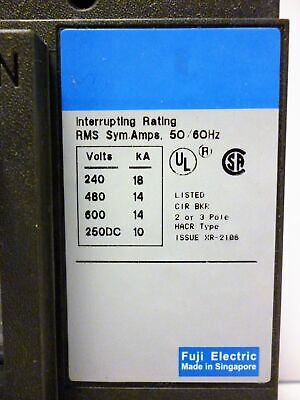 N
Interrupting Rating
RMS Sym.Amps, 50/60Hz
Volts kA
240 18
480 14
600 14
250DC 10
UL ®
SA
LISTED
CIR BKR
2 or 3 Pole
HACR Type
ISSUE XR-2106
Fuji Electric
Made in Singapore